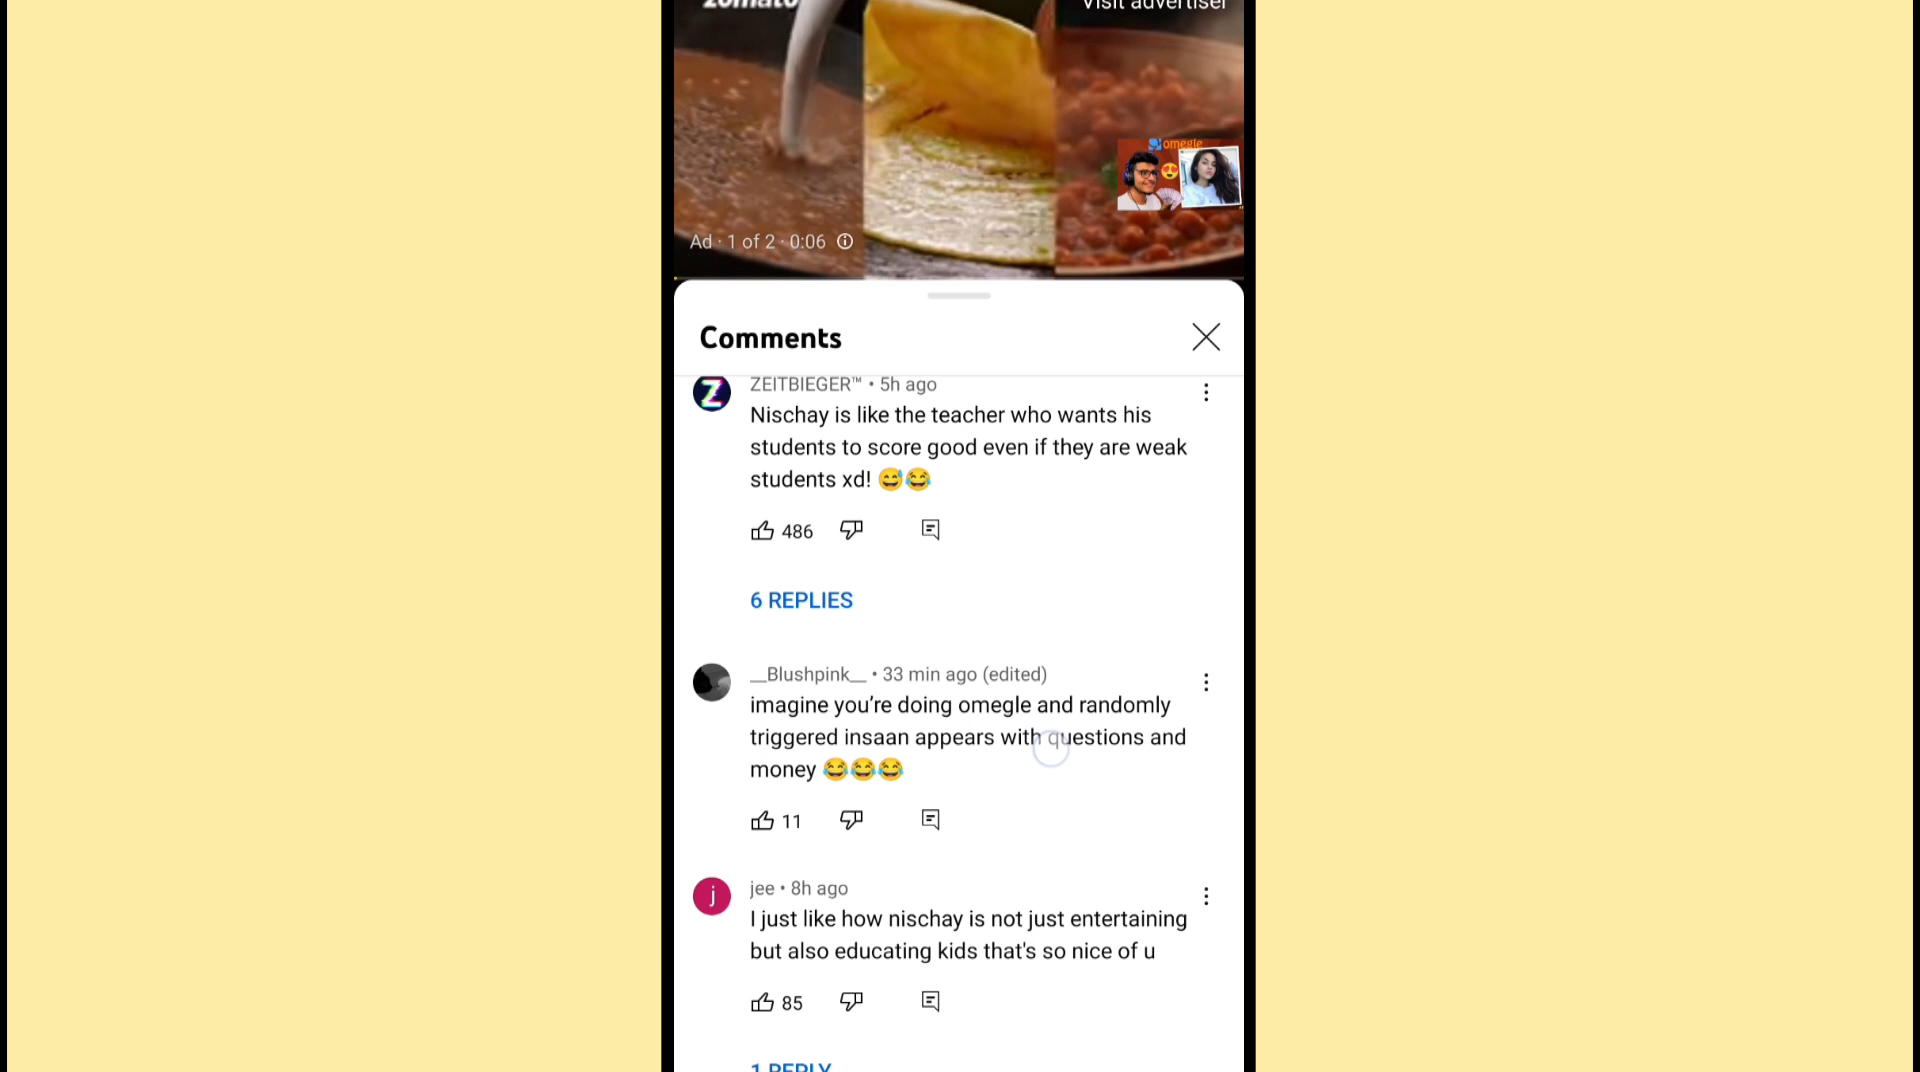 zomato
Visit advertiser
omegle
Ad · 1 of 2 · 0:06
Comments
Z
ZEITBIEGER™ • 5h ago
Nischay is like the teacher who wants his
students to score good even if they are weak
students xd! 😅😂
486
6 REPLIES
__Blushpink__ • 33 min ago (edited)
imagine you’re doing omegle and randomly
triggered insaan appears with questions and
money 😂😂😂
11
j
jee • 8h ago
I just like how nischay is not just entertaining
but also educating kids that's so nice of u
85
1 REPLY